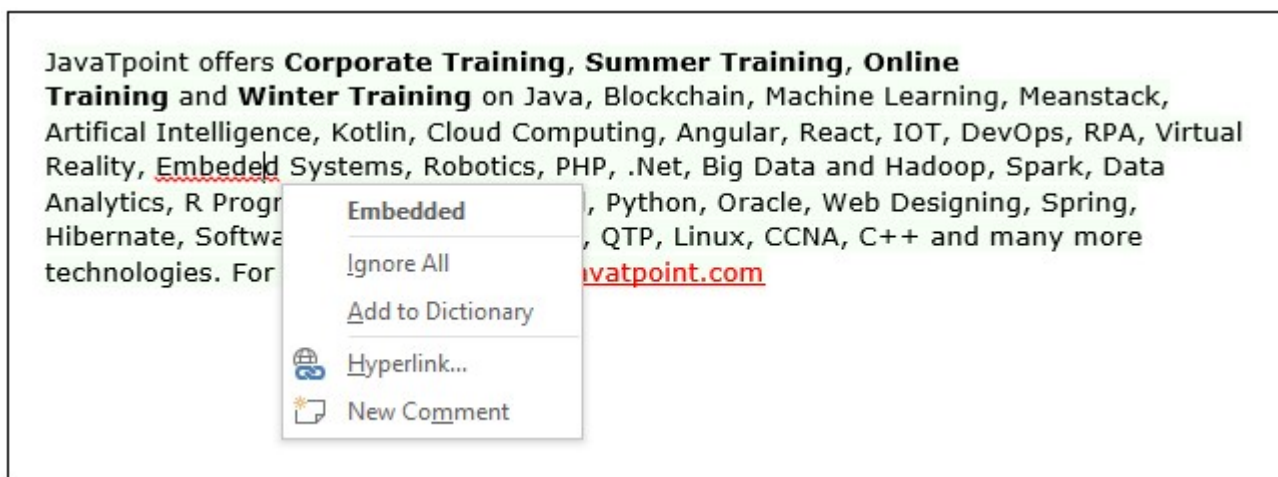 JavaTpoint offers Corporate Training, Summer Training, Online
Training and Winter Training on Java, Blockchain, Machine Learning, Meanstack,
Artifical Intelligence, Kotlin, Cloud Computing, Angular, React, IOT, DevOps, RPA, Virtual
Reality, Embeded Systems, Robotics, PHP, .Net, Big Data and Hadoop, Spark, Data
Analytics, R , Python, Oracle, Web Designing, Spring,
Hibernate, , QTP, Linux, CCNA, C++ and many more
technologies. For vatpoint.com
Embedded
Ignore All
Add to Dictionary
Hyperlink...
New Comment